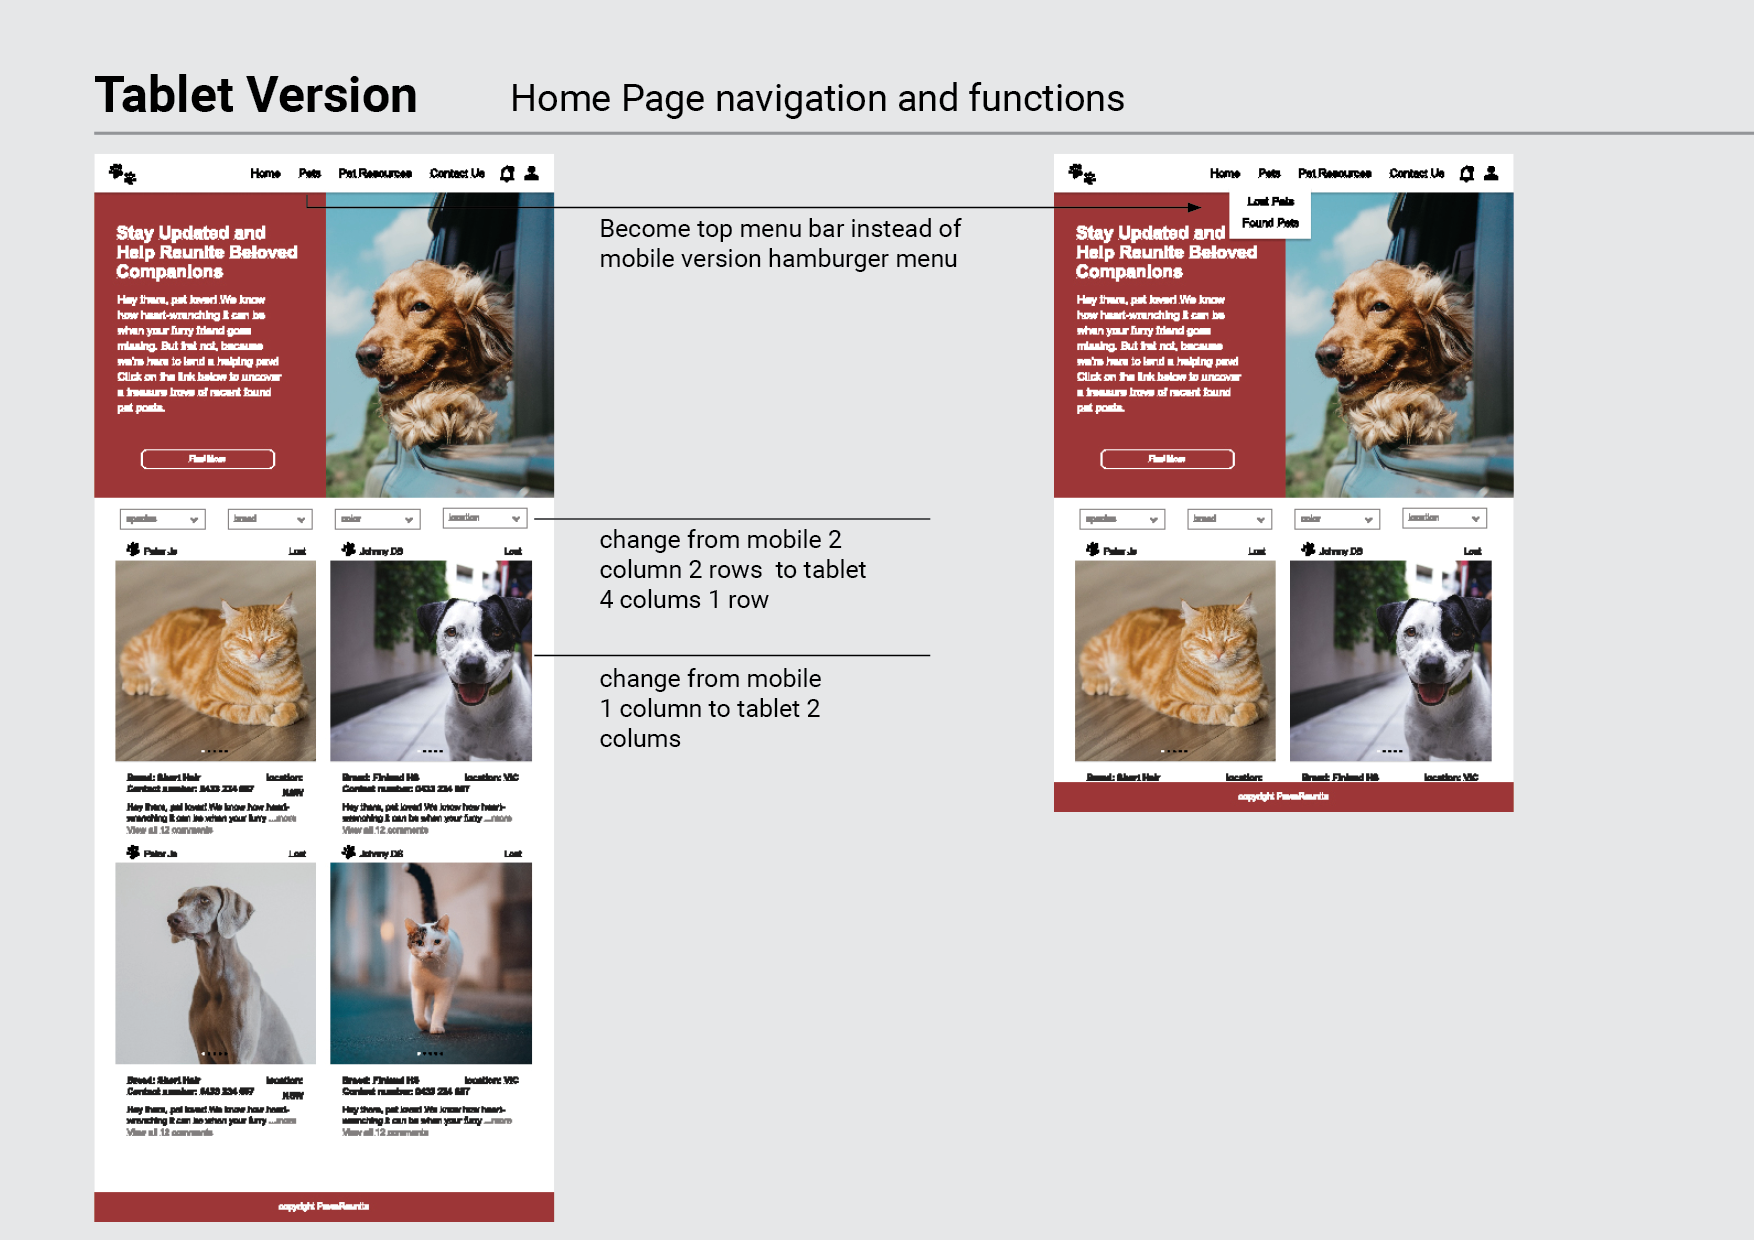 Tablet Version
Home Page navigation and functions
Home Pets Pet Resources Contact Us
Stay Updated and
Help Reunite Beloved
Companions
Hey there, pet lover! We know
how heart-wrenching it can be
when your furry friend goes
missing. But fret not, because
we're here to lend a helping paw!
Click on the link below to uncover
a treasure trove of recent found
pet posts.
Find More
species breed color location
Peter Js Lost
Johnny DS Lost
Breed: Short Hair location:
Contact number: 0433 234 567 NSW
Hey there, pet lover! We know how heart-
wrenching it can be when your furry ...more
View all 12 comments
Breed: Finland HS location: VIC
Contact number: 0433 234 567
Hey there, pet lover! We know how heart-
wrenching it can be when your furry ...more
View all 12 comments
Peter Js Lost
Johnny DS Lost
Breed: Short Hair location:
Contact number: 0433 234 567 NSW
Hey there, pet lover! We know how heart-
wrenching it can be when your furry ...more
View all 12 comments
Breed: Finland HS location: VIC
Contact number: 0433 234 567
Hey there, pet lover! We know how heart-
wrenching it can be when your furry ...more
View all 12 comments
copyright PawsReunite
Become top menu bar instead of
mobile version hamburger menu
change from mobile 2
column 2 rows to tablet
4 colums 1 row
change from mobile
1 column to tablet 2
colums
Home Pets Pet Resources Contact Us
Lost Pets
Found Pets
Stay Updated and
Help Reunite Beloved
Companions
Hey there, pet lover! We know
how heart-wrenching it can be
when your furry friend goes
missing. But fret not, because
we're here to lend a helping paw!
Click on the link below to uncover
a treasure trove of recent found
pet posts.
Find More
species breed color location
Peter Js Lost
Johnny DS Lost
Breed: Short Hair location:
Breed: Finland HS location: VIC
copyright PawsReunite